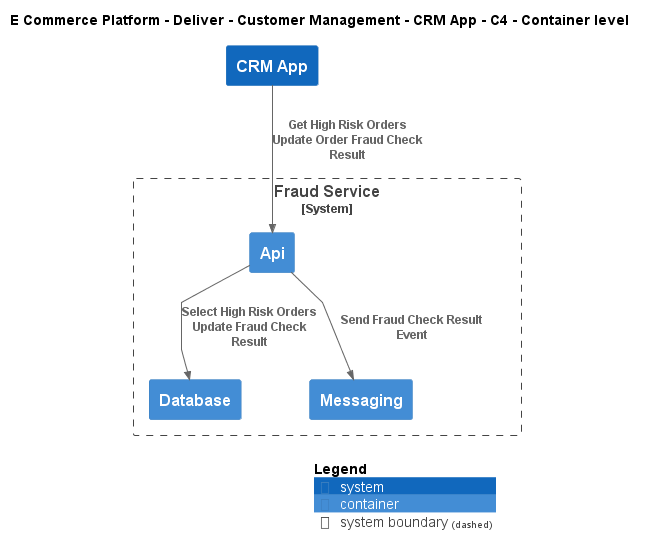 E Commerce Platform - Deliver - Customer Management - CRM App - C4 - Container level
CRM App
Get High Risk Orders
Update Order Fraud Check
Result
Fraud Service
[System]
Api
Select High Risk Orders
Update Fraud Check
Result
Send Fraud Check Result
Event
Database
Messaging
Legend
system
container
system boundary (dashed)